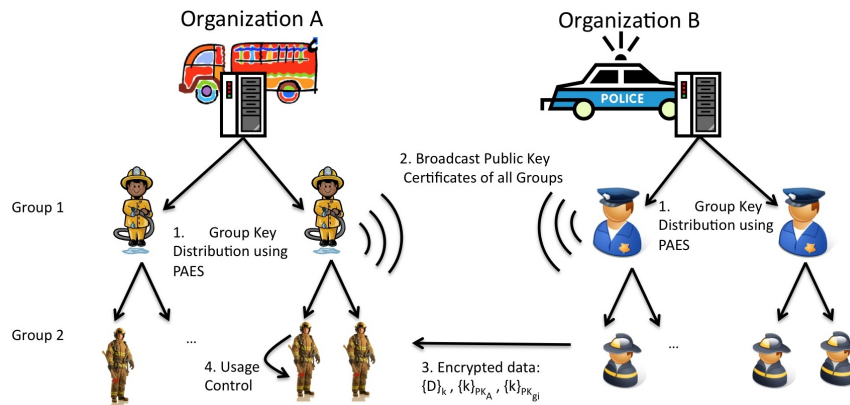 Organization A
Organization B
POLICE
2. Broadcast Public Key
Certificates of all Groups
Group 1
1. Group Key
Distribution using
PAES
1. Group Key
Distribution using
PAES
Group 2
...
...
4. Usage
Control
3. Encrypted data:
{D}k , {k}PKA , {k}PKgi